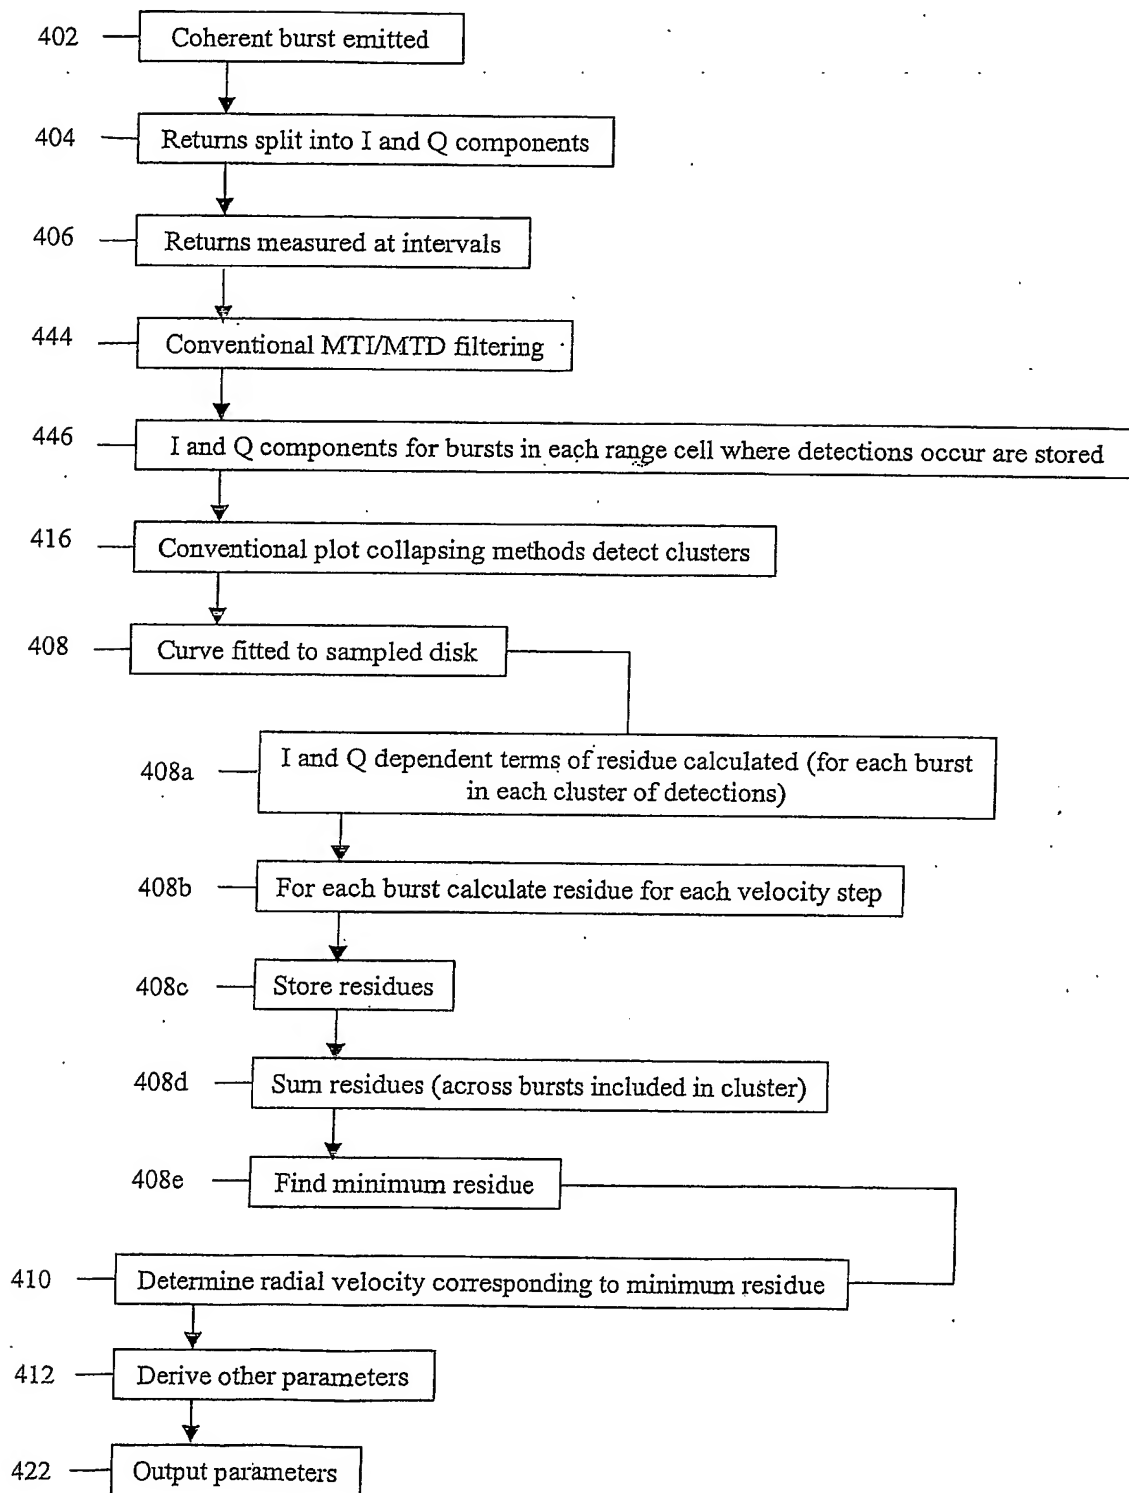 402 Coherent burst emitted
404 Returns split into I and Q components
406 Returns measured at intervals
444 Conventional MTI/MTD filtering
446 I and Q components for bursts in each range cell where detections occur are stored
416 Conventional plot collapsing methods detect clusters
408 Curve fitted to sampled disk
408a I and Q dependent terms of residue calculated (for each burst
in each cluster of detections)
408b For each burst calculate residue for each velocity step
408c Store residues
408d Sum residues (across bursts included in cluster)
408e Find minimum residue
410 Determine radial velocity corresponding to minimum residue
412 Derive other parameters
422 Output parameters